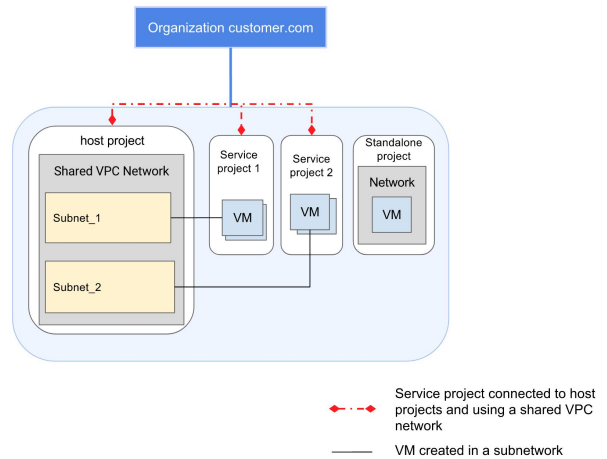 Organization customer.com
host project
Shared VPC Network
Subnet_1
Subnet_2
Service
project 1
VM
Service
project 2
VM
Standalone
project
Network
VM
Service project connected to host
projects and using a shared VPC
network
VM created in a subnetwork